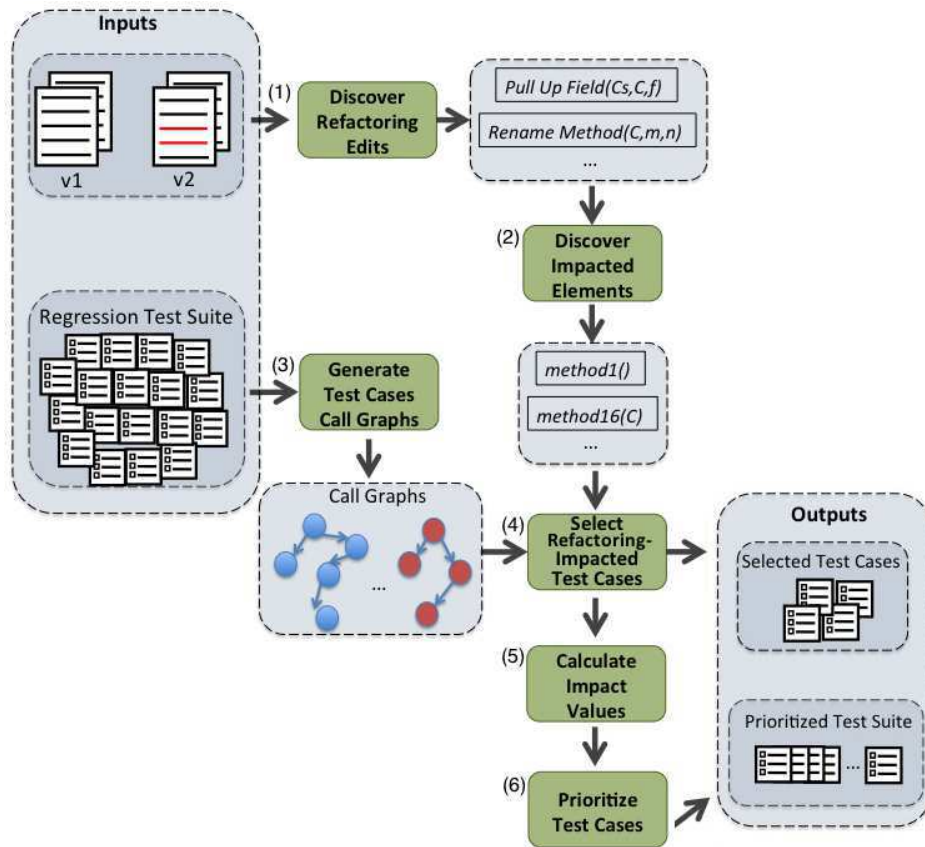 Inputs
v1
v2
(1)
Discover
Refactoring
Edits
Pull Up Field(Cs,C,f)
Rename Method(C,m,n)
...
(2)
Discover
Impacted
Elements
Regression Test Suite
(3)
Generate
Test Cases
Call Graphs
method1()
method16(C)
...
Call Graphs
...
(4)
Select
Refactoring-
Impacted
Test Cases
Outputs
Selected Test Cases
(5)
Calculate
Impact
Values
Prioritized Test Suite
...
(6)
Prioritize
Test Cases